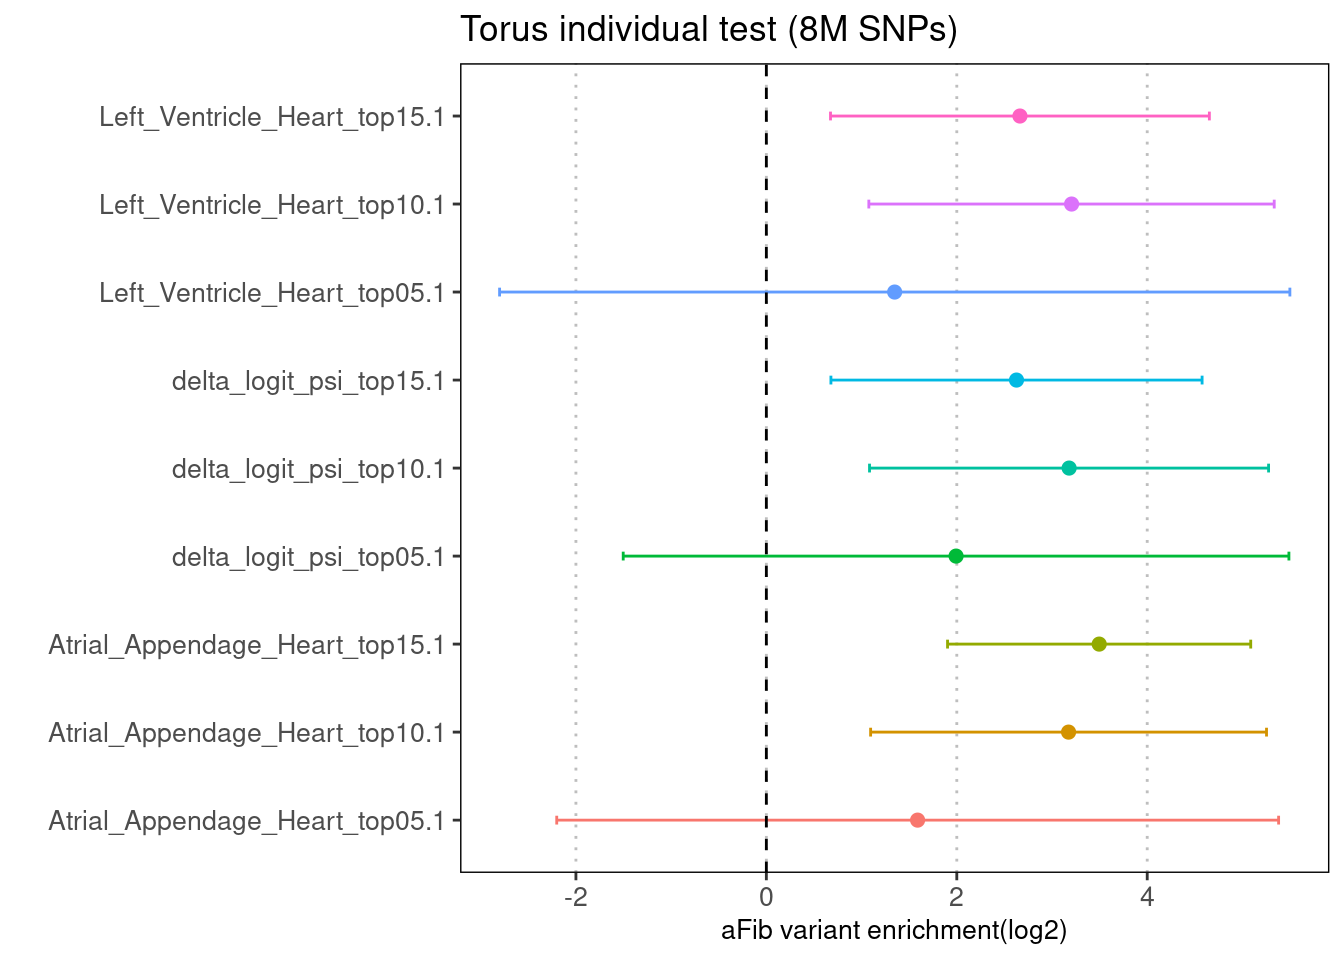 Torus individual test (8M SNPs)
Left_Ventricle_Heart_top15.1
Left_Ventricle_Heart_top10.1
Left_Ventricle_Heart_top05.1
delta_logit_psi_top15.1
delta_logit_psi_top10.1
delta_logit_psi_top05.1
Atrial_Appendage_Heart_top15.1
Atrial_Appendage_Heart_top10.1
Atrial_Appendage_Heart_top05.1
-2 0 2 4
aFib variant enrichment(log2)